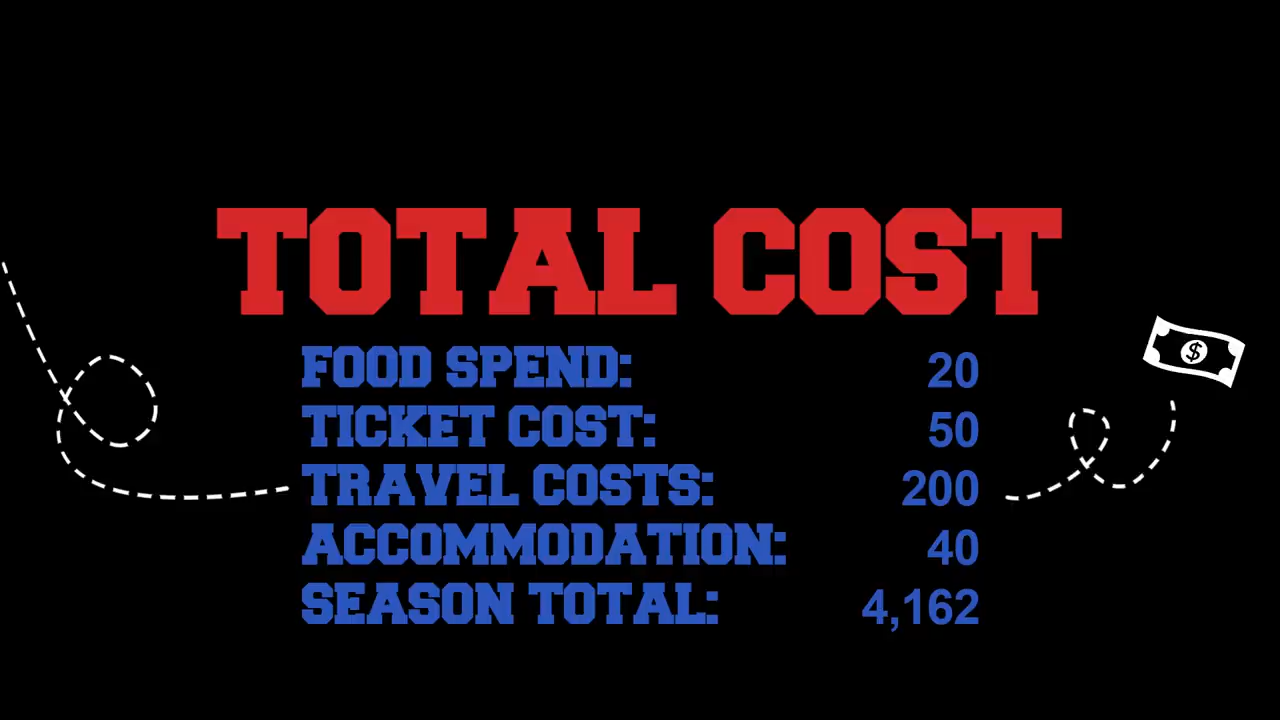 TOTAL COST
FOOD SPEND: 20
TICKET COST: 50
TRAVEL COSTS: 200
ACCOMMODATION: 40
SEASON TOTAL: 4,162
$